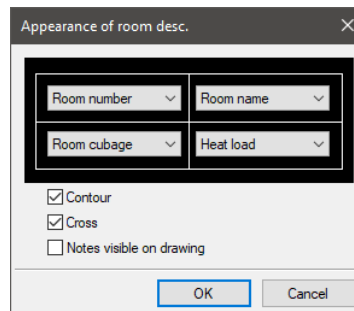 Appearance of room desc.
Room number Room name
Room cubage Heat load
Contour
Cross
Notes visible on drawing
OK Cancel